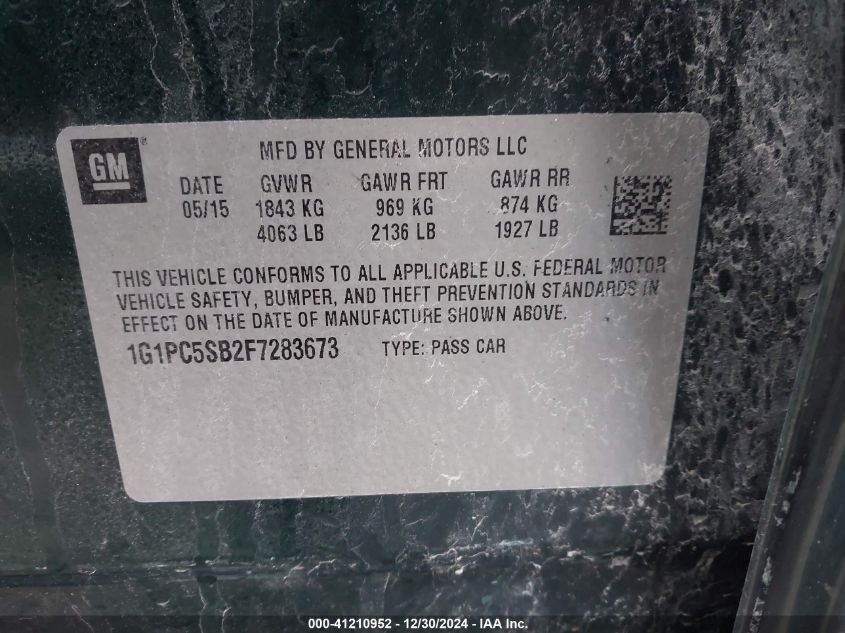 GM
MFD BY GENERAL MOTORS LLC
DATE GVWR GAWR FRT GAWR RR
05/15 1843 KG 969 KG 874 KG
4063 LB 2136 LB 1927 LB
THIS VEHICLE CONFORMS TO ALL APPLICABLE U.S. FEDERAL MOTOR
VEHICLE SAFETY, BUMPER, AND THEFT PREVENTION STANDARDS IN
EFFECT ON THE DATE OF MANUFACTURE SHOWN ABOVE.
1G1PC5SB2F7283673 TYPE: PASS CAR
000-41210952 - 12/30/2024 - IAA Inc.